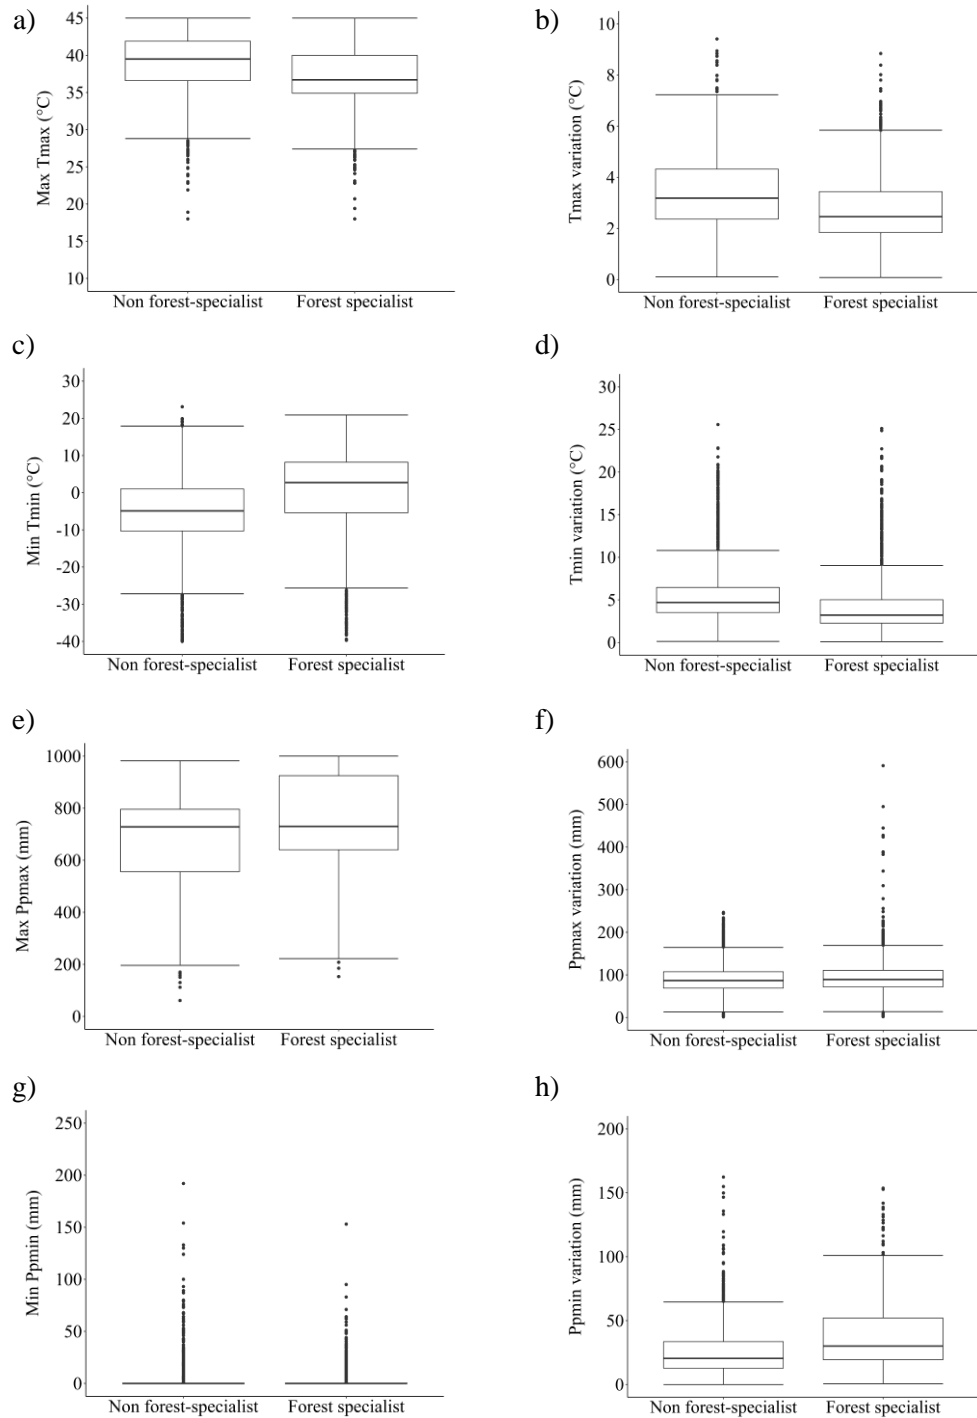 a)
Max Tmax (°C)
45
40
35
30
25
20
15
10
Non forest-specialist Forest specialist
b)
Tmax variation (°C)
10
8
6
4
2
0
Non forest-specialist Forest specialist
c)
Min Tmin (°C)
30
20
10
0
-10
-20
-30
-40
Non forest-specialist Forest specialist
d)
Tmin variation (°C)
30
25
20
15
10
5
0
Non forest-specialist Forest specialist
e)
Max Ppmax (mm)
1000
800
600
400
200
0
Non forest-specialist Forest specialist
f)
Ppmax variation (mm)
600
500
400
300
200
100
0
Non forest-specialist Forest specialist
g)
Min Ppmin (mm)
250
200
150
100
50
0
Non forest-specialist Forest specialist
h)
Ppmin variation (mm)
200
150
100
50
0
Non forest-specialist Forest specialist